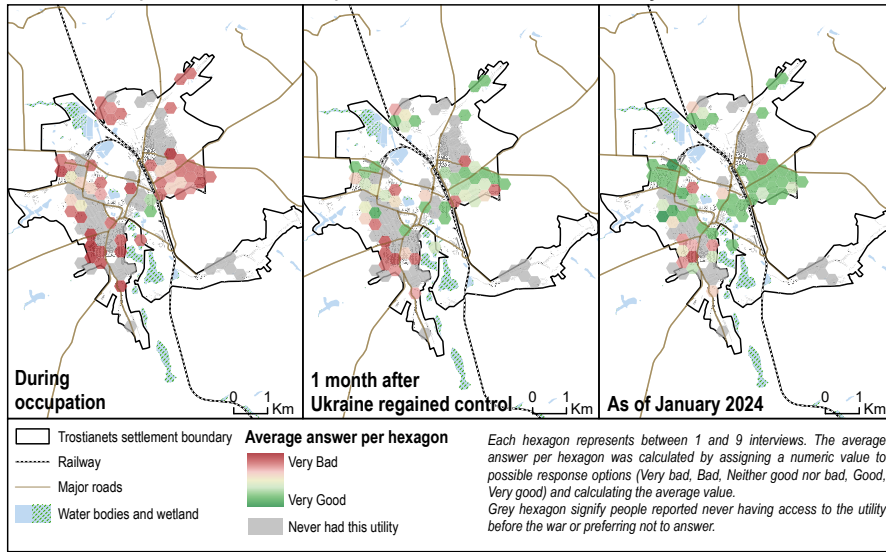 During
occupation
0 1
Km
1 month after
Ukraine regained control
0 1
Km
As of January 2024
0 1
Km
Trostianets settlement boundary
Railway
Major roads
Water bodies and wetland
Average answer per hexagon
Very Bad
Very Good
Never had this utility
Each hexagon represents between 1 and 9 interviews. The average
answer per hexagon was calculated by assigning a numeric value to
possible response options (Very bad, Bad, Neither good nor bad, Good,
Very good) and calculating the average value.
Grey hexagon signify people reported never having access to the utility
before the war or preferring not to answer.